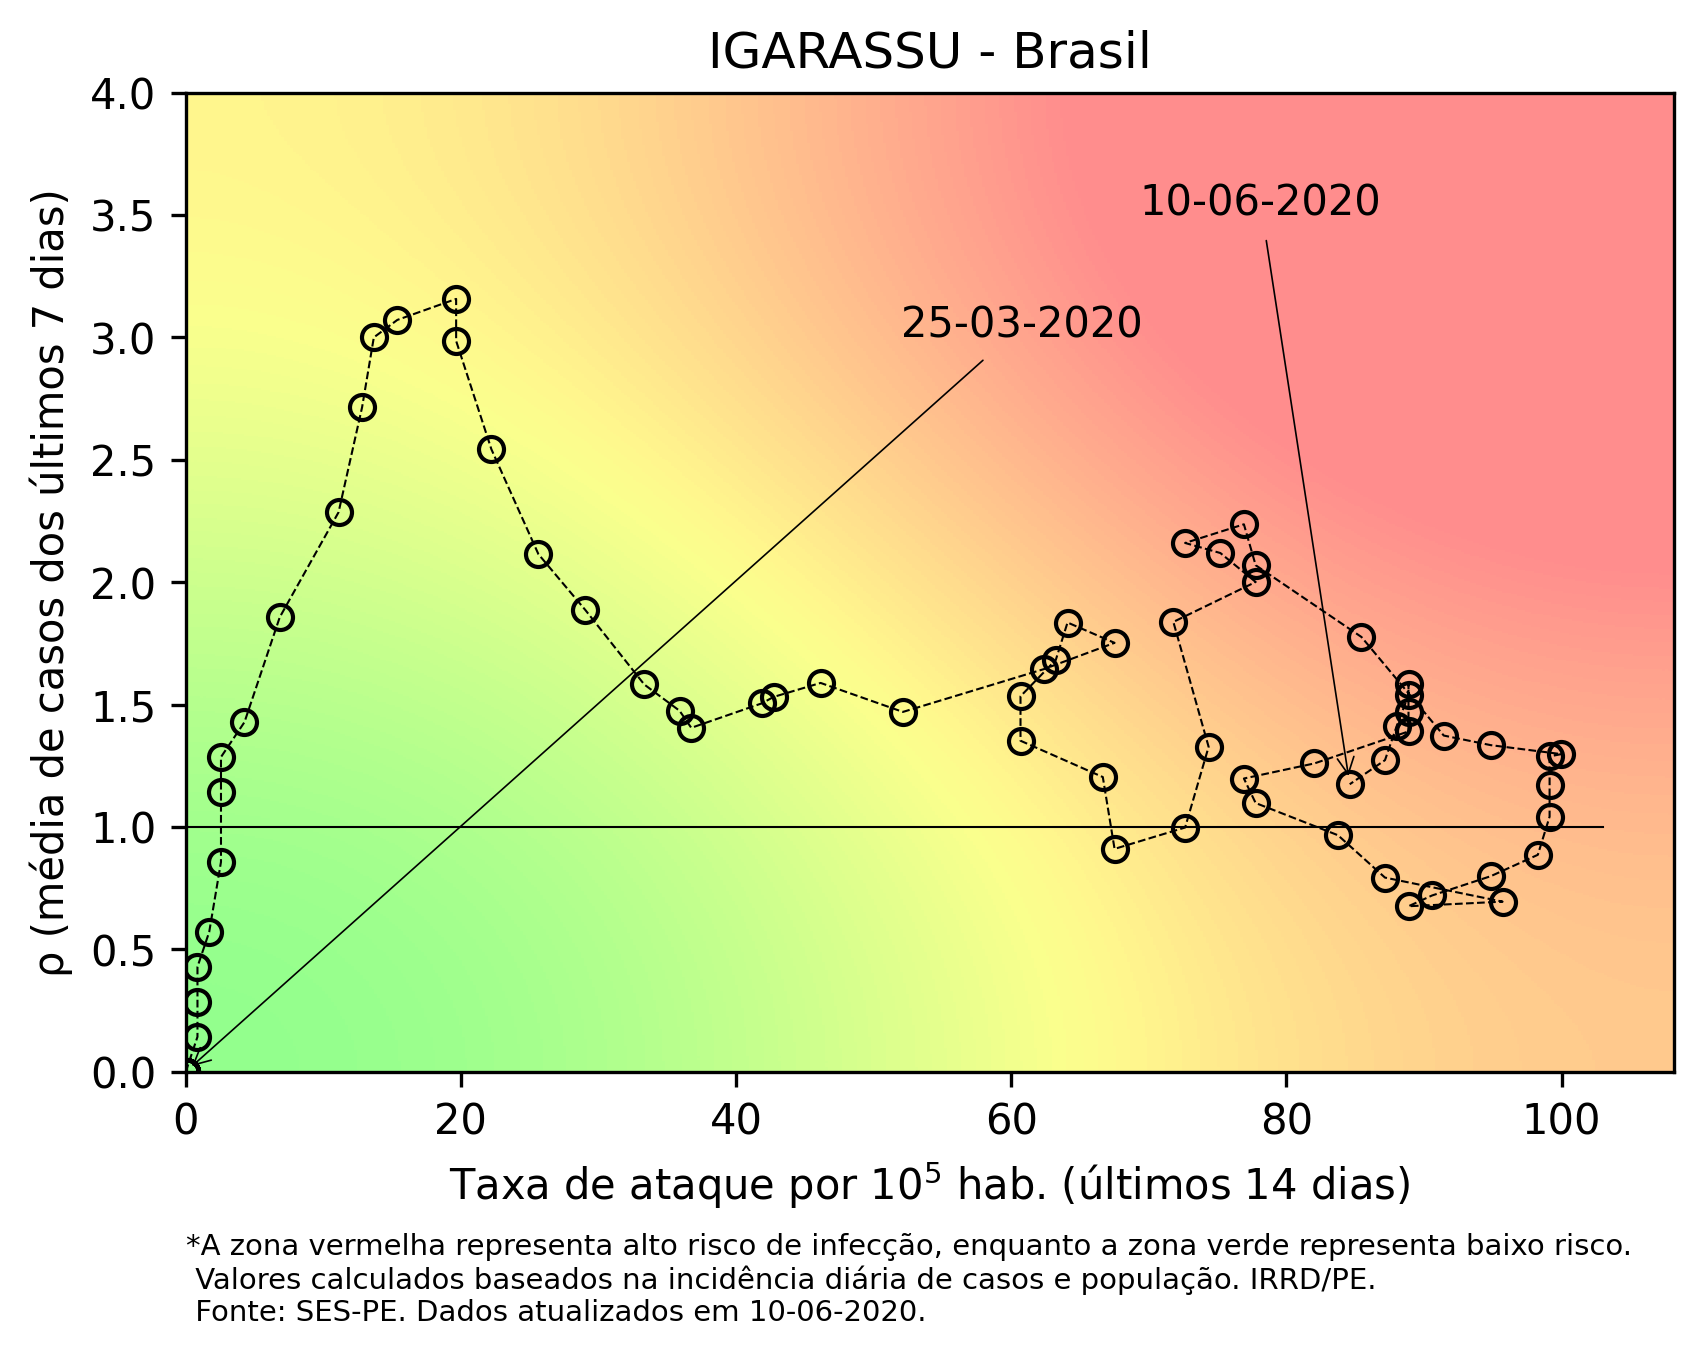 IGARASSU - Brasil
4.0
3.5
3.0
2.5
2.0
1.5
1.0
0.5
0.0
ρ (média de casos dos últimos 7 dias)
10-06-2020
25-03-2020
0 20 40 60 80 100
Taxa de ataque por 10⁵ hab. (últimos 14 dias)
*A zona vermelha representa alto risco de infecção, enquanto a zona verde representa baixo risco.
Valores calculados baseados na incidência diária de casos e população. IRRD/PE.
Fonte: SES-PE. Dados atualizados em 10-06-2020.